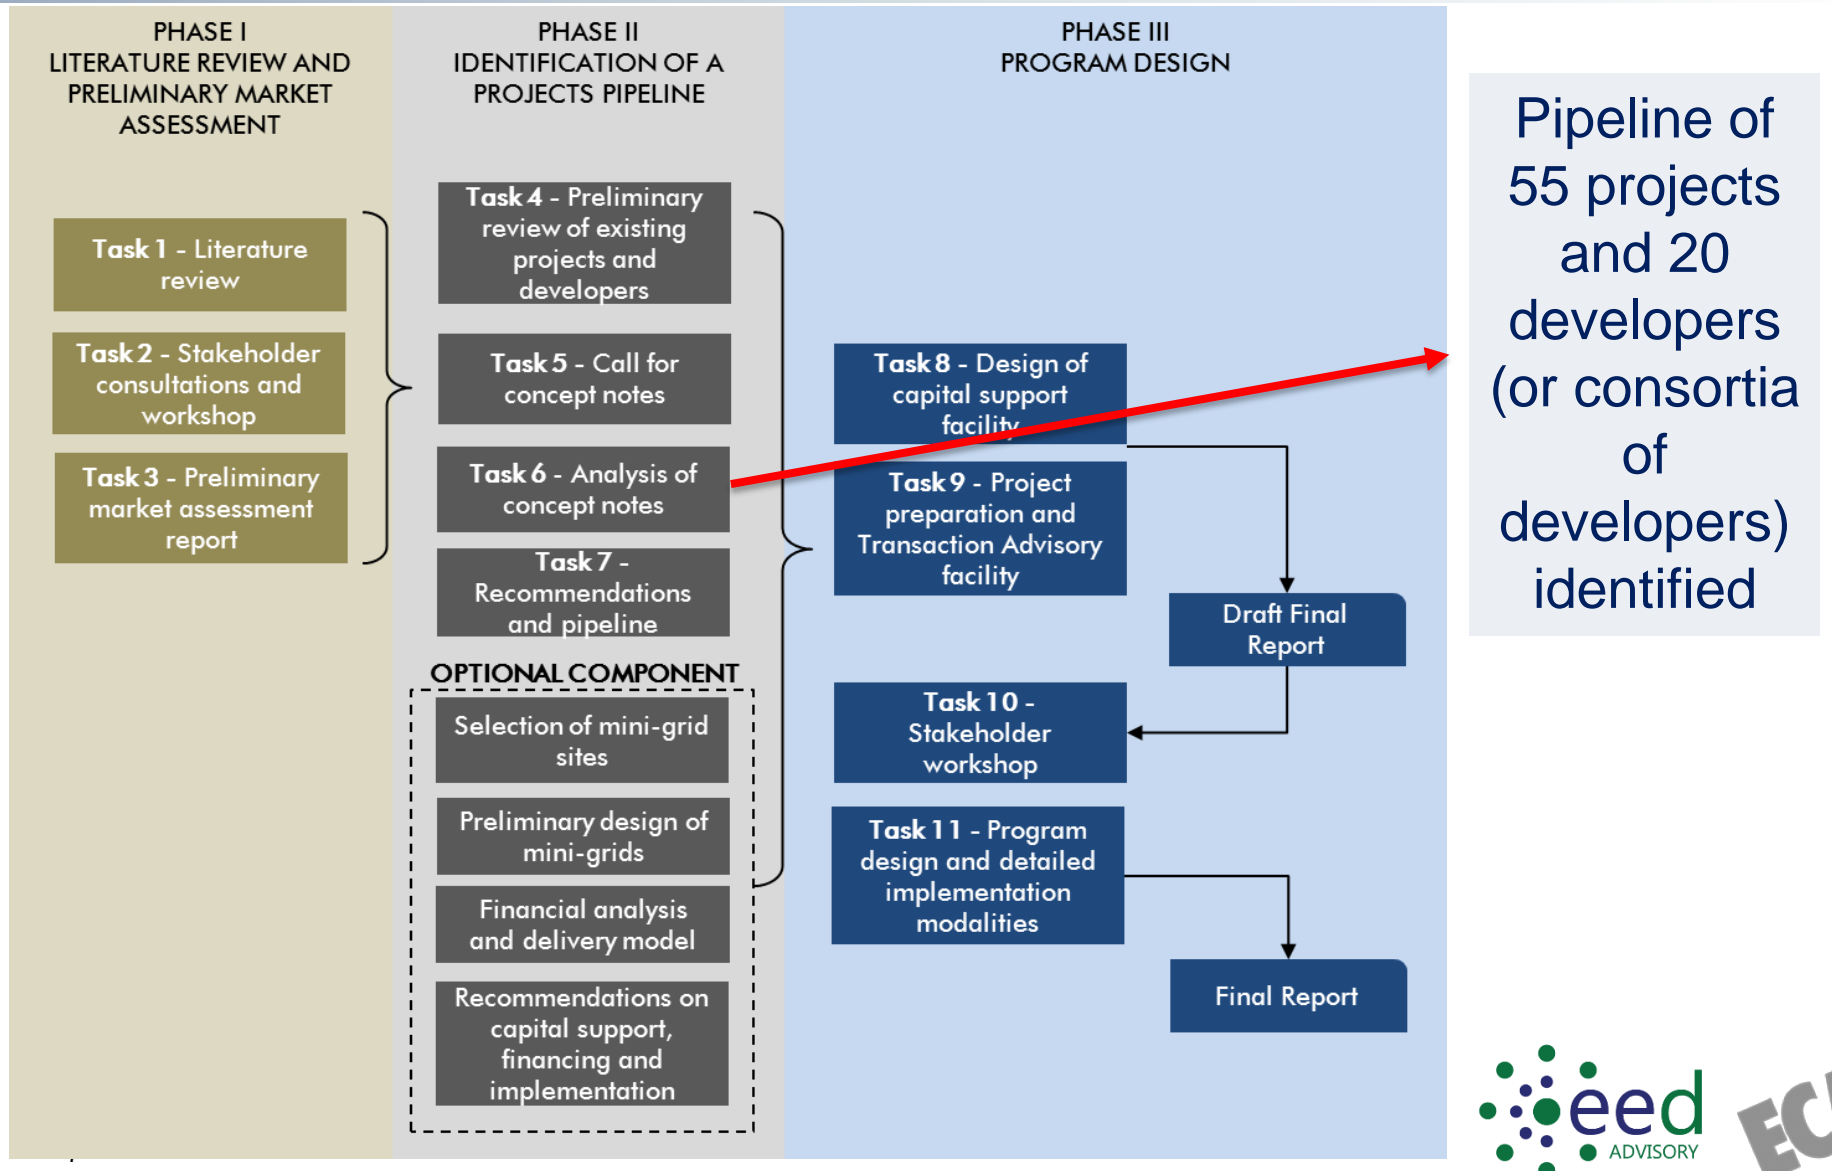 PHASE I
LITERATURE REVIEW AND
PRELIMINARY MARKET
ASSESSMENT
Task 1 - Literature
review
Task 2 - Stakeholder
consultations and
workshop
Task 3 - Preliminary
market assessment
report
PHASE II
IDENTIFICATION OF A
PROJECTS PIPELINE
Task 4 - Preliminary
review of existing
projects and
developers
Task 5 - Call for
concept notes
Task 6 - Analysis of
concept notes
Task 7 -
Recommendations
and pipeline
OPTIONAL COMPONENT
Selection of mini-grid
sites
Preliminary design of
mini-grids
Financial analysis
and delivery model
Recommendations on
capital support,
financing and
implementation
PHASE III
PROGRAM DESIGN
Task 8 - Design of
capital support
facility
Task 9 - Project
preparation and
Transaction Advisory
facility
Draft Final
Report
Task 10 -
Stakeholder
workshop
Task 11 - Program
design and detailed
implementation
modalities
Final Report
Pipeline of
55 projects
and 20
developers
(or consortia
of
developers)
identified
eed
ADVISORY